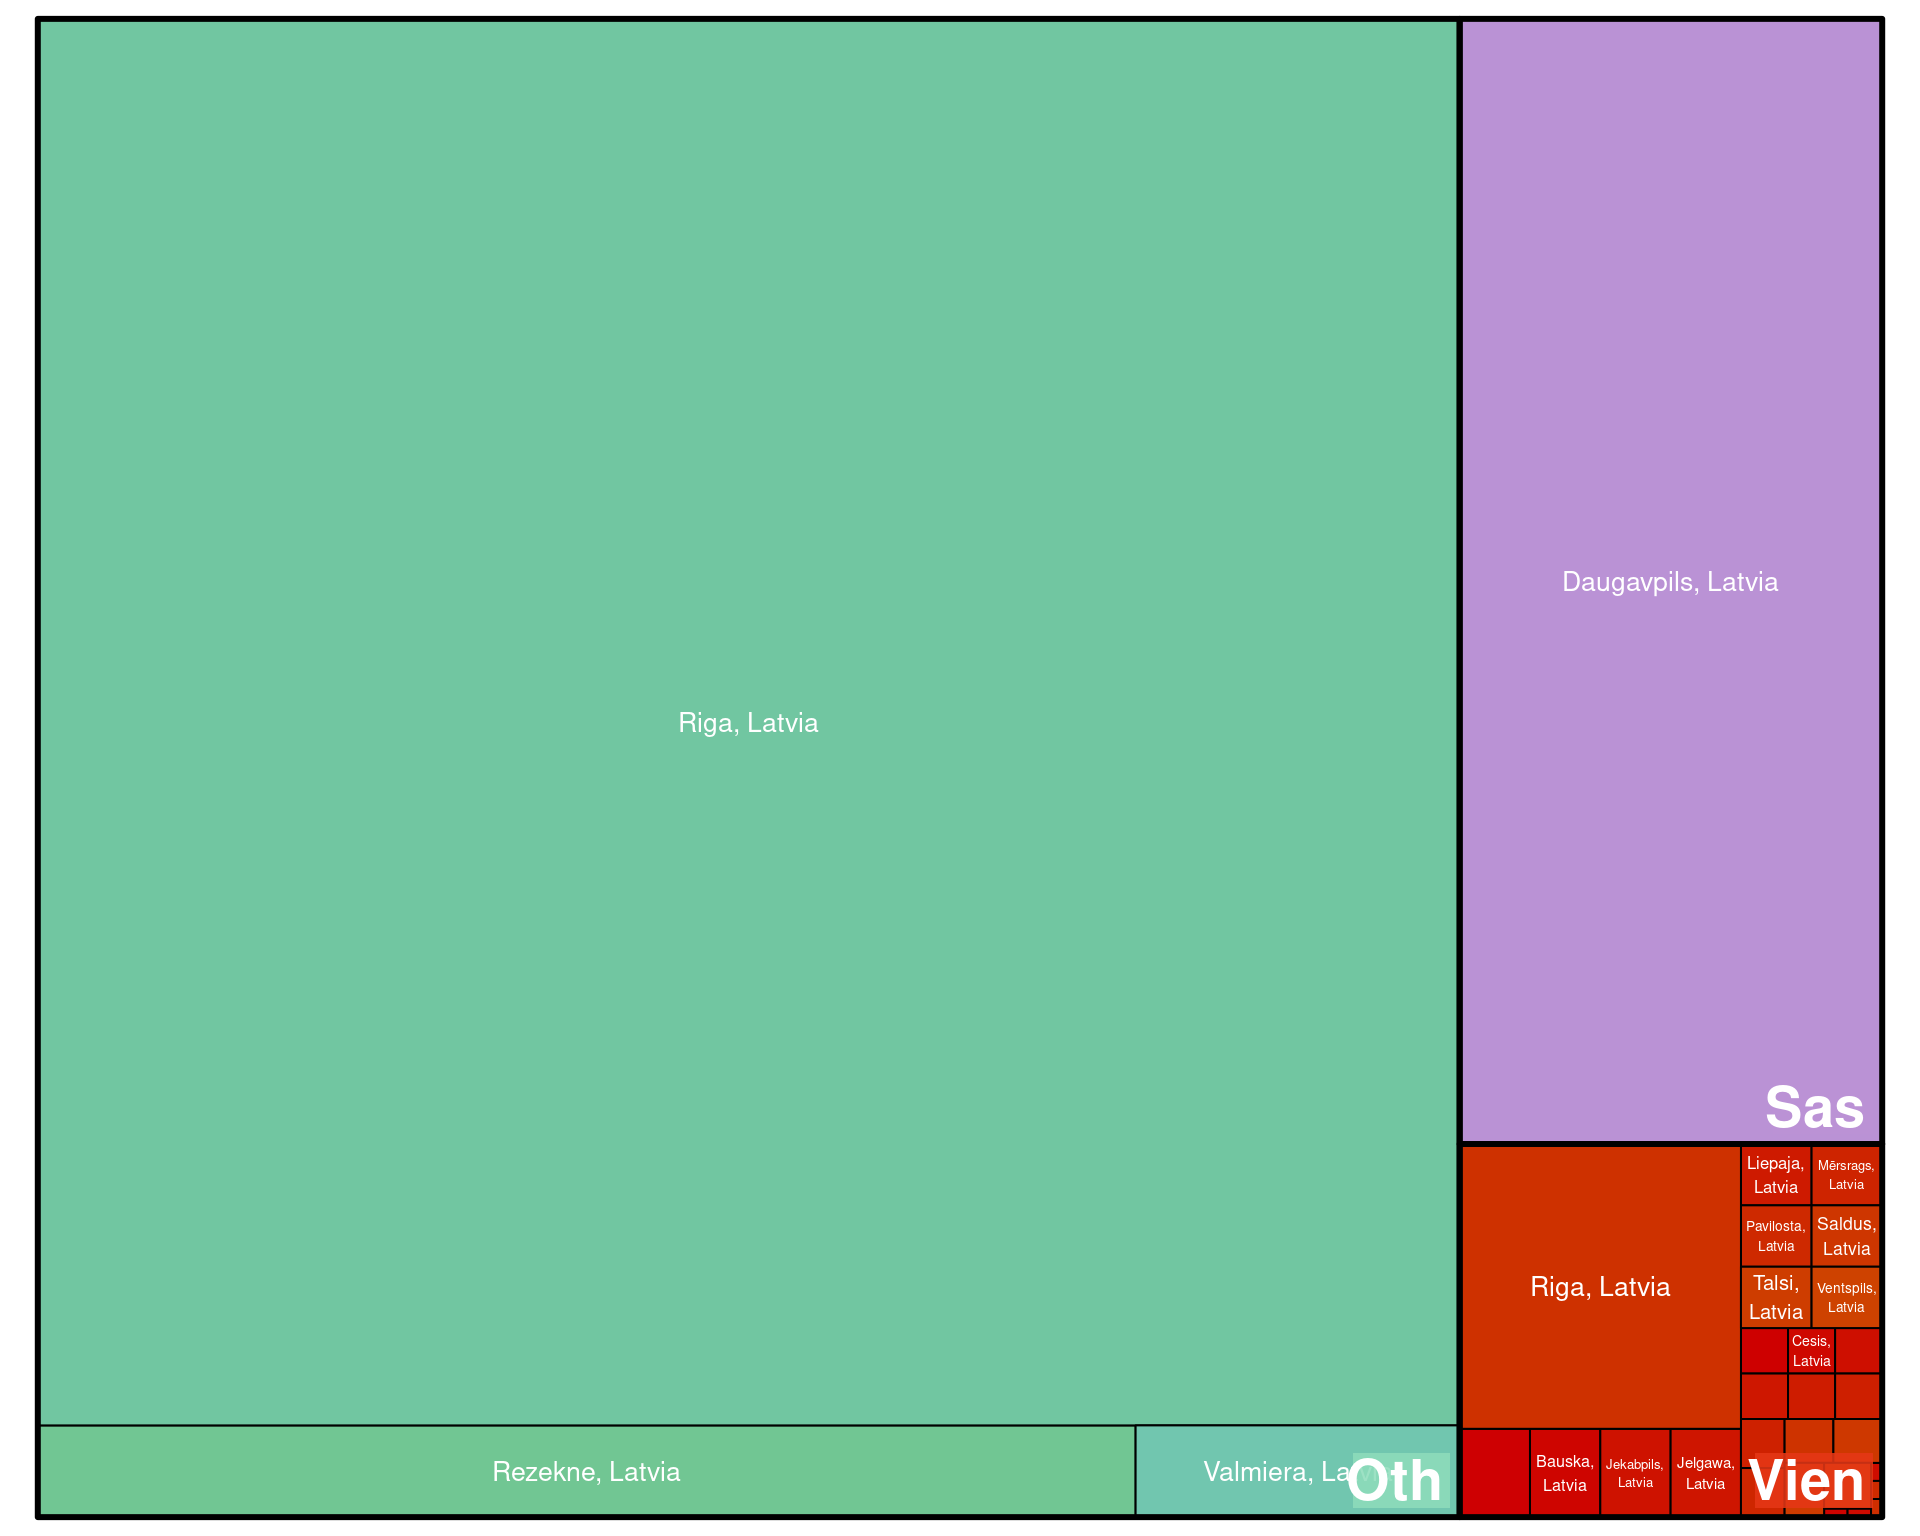 Riga, Latvia
Rezekne, Latvia
Valmiera, La
Oth
Daugavpils, Latvia
Sas
Riga, Latvia
Liepaja,
Latvia
Mērsrags,
Latvia
Pavilosta,
Latvia
Saldus,
Latvia
Talsi,
Latvia
Ventspils,
Latvia
Cesis,
Latvia
Bauska,
Latvia
Jekabpils,
Latvia
Jelgawa,
Latvia
Vien